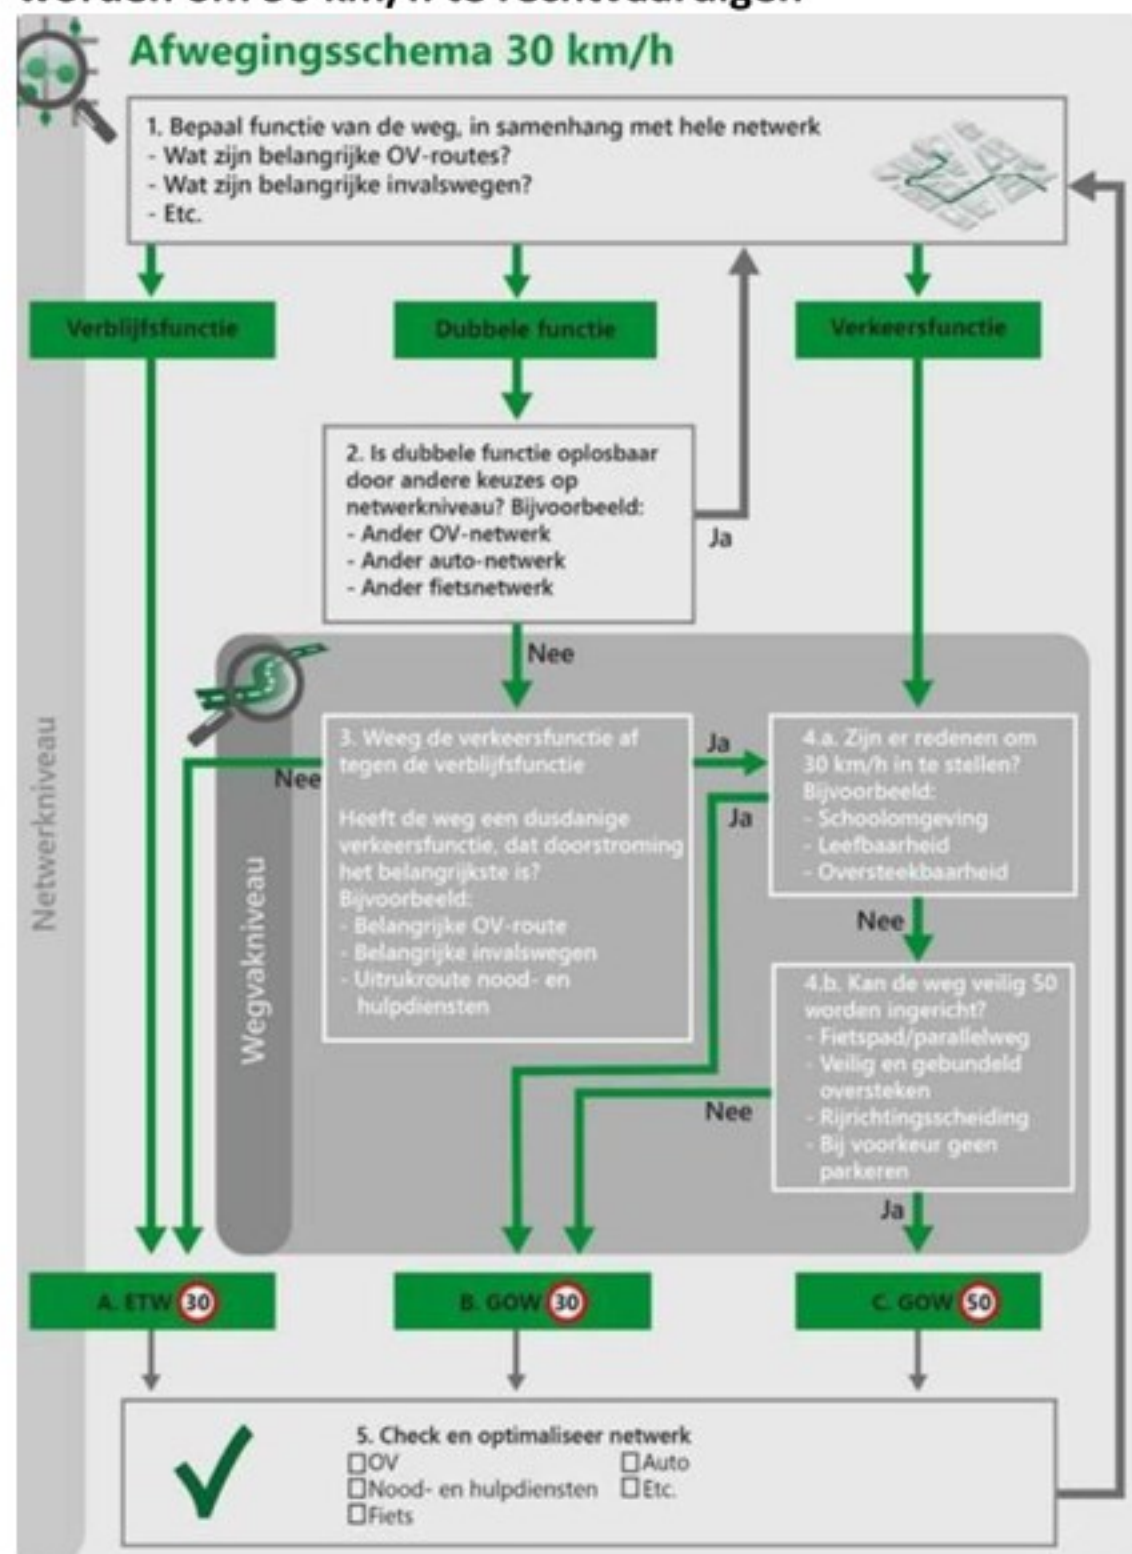 Afwegingsschema 30 km/h
1. Bepaal functie van de weg, in samenhang met hele netwerk
- Wat zijn belangrijke OV-routes?
- Wat zijn belangrijke invalswegen?
- Etc.
Verblijfsfunctie
Dubbele functie
Verkeersfunctie
2. Is dubbele functie oplosbaar
door andere keuzes op
netwerkniveau? Bijvoorbeeld:
- Ander OV-netwerk
- Ander auto-netwerk
- Ander fietsnetwerk
Ja
Nee
Netwerkniveau
Wegvakniveau
3. Weeg de verkeersfunctie af
tegen de verblijfsfunctie
Heeft de weg een dusdanige
verkeersfunctie, dat doorstroming
het belangrijkste is?
Bijvoorbeeld:
- Belangrijke OV-route
- Belangrijke invalswegen
- Uitrukroute nood- en
hulpdiensten
Nee
Ja
4.a. Zijn er redenen om
30 km/h in te stellen?
Bijvoorbeeld:
- Schoolomgeving
- Leefbaarheid
- Oversteekbaarheid
Ja
Nee
4.b. Kan de weg veilig 50
worden ingericht?
- Fietspad/parallelweg
- Veilig en gebundeld
oversteken
- Rijrichtingsscheiding
- Bij voorkeur geen
parkeren
Nee
Ja
A. ETW 30
B. GOW 30
C. GOW 50
5. Check en optimaliseer netwerk
OV
Auto
Nood- en hulpdiensten
Etc.
Fiets